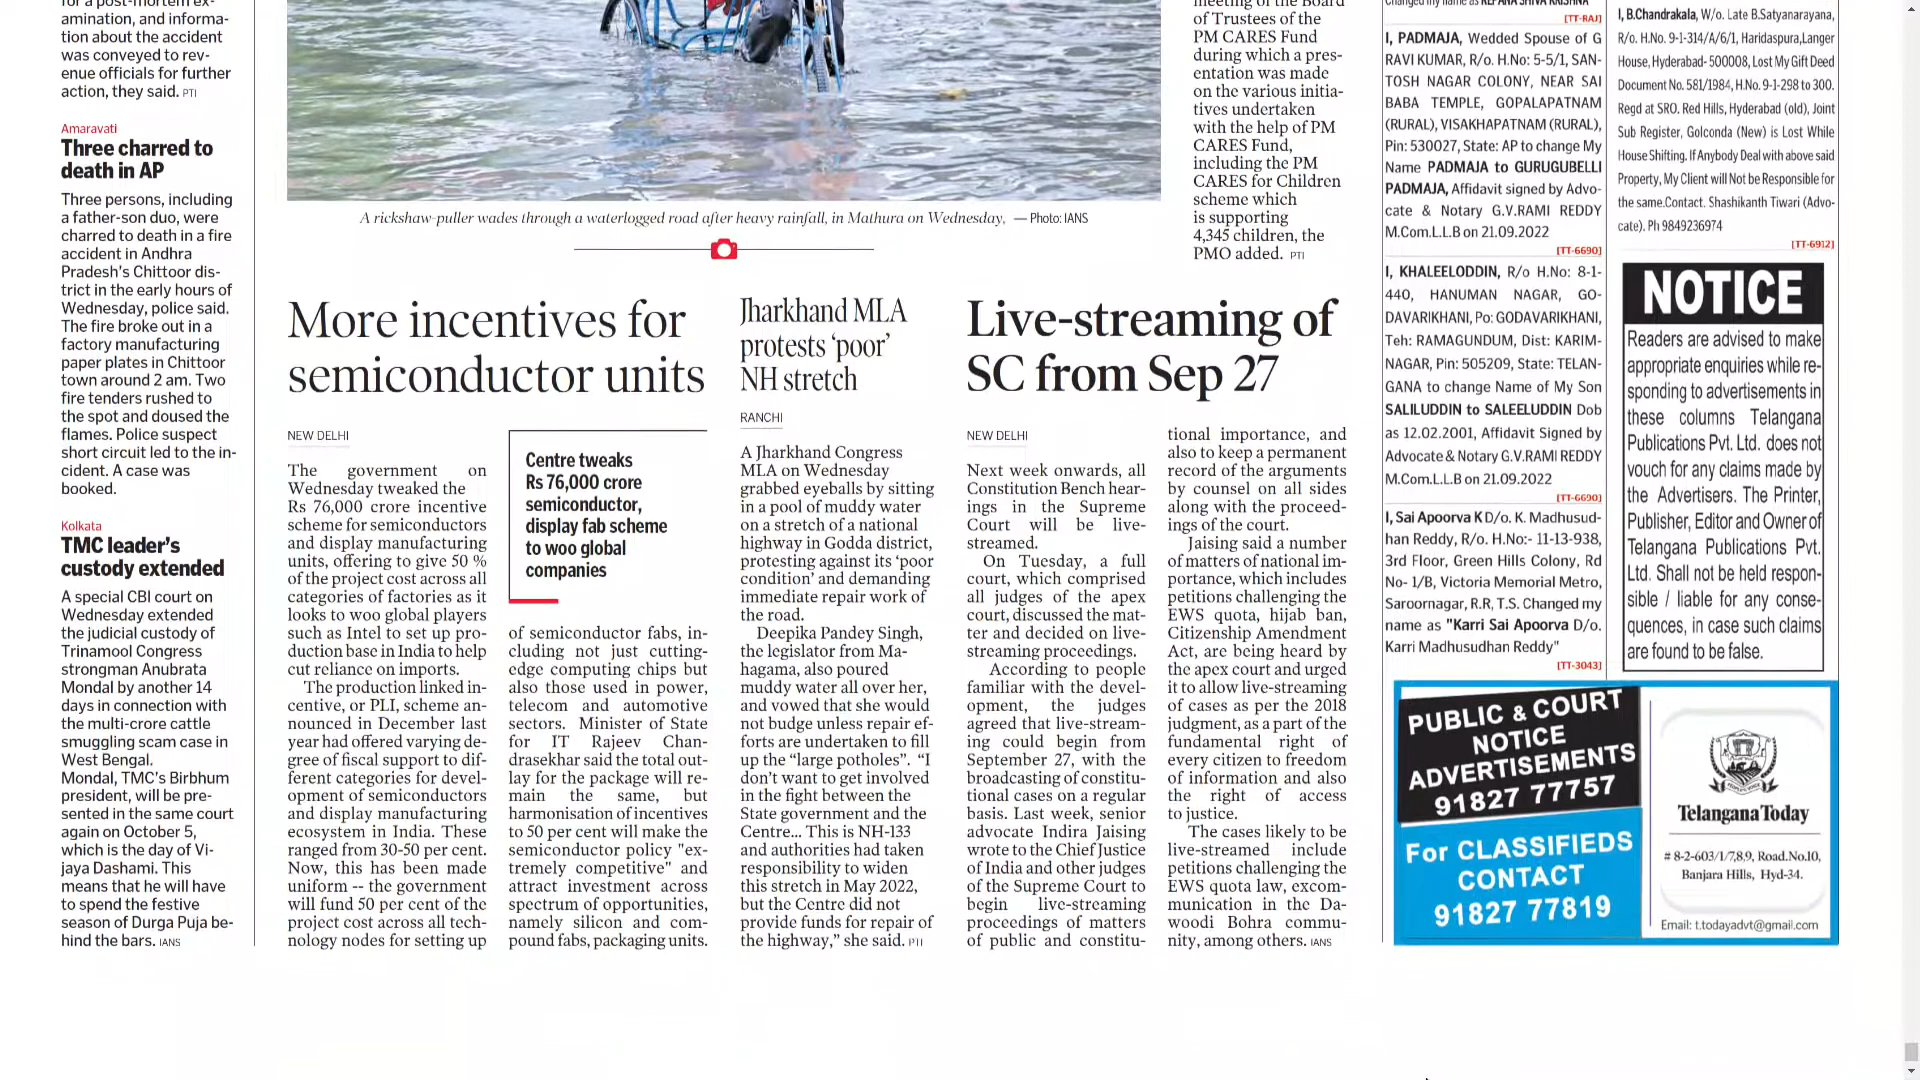 for a post-mortem ex-
amination, and informa-
tion about the accident
was conveyed to rev-
enue officials for further
action, they said. PTI
Amaravati
Three charred to
death in AP
Three persons, including
a father-son duo, were
charred to death in a fire
accident in Andhra
Pradesh's Chittoor dis-
trict in the early hours of
Wednesday, police said.
The fire broke out in a
factory manufacturing
paper plates in Chittoor
town around 2 am. Two
fire tenders rushed to
the spot and doused the
flames. Police suspect
short circuit led to the in-
cident. A case was
booked.
Kolkata
TMC leader's
custody extended
A special CBI court on
Wednesday extended
the judicial custody of
Trinamool Congress
strongman Anubrata
Mondal by another 14
days in connection with
the multi-crore cattle
smuggling scam case in
West Bengal.
Mondal, TMC's Birbhum
president, will be pre-
sented in the same court
again on October 5,
which is the day of Vi-
jaya Dashami. This
means that he will have
to spend the festive
season of Durga Puja be-
hind the bars. IANS
A rickshaw-puller wades through a waterlogged road after heavy rainfall, in Mathura on Wednesday, — Photo: IANS
meeting of the Board
of Trustees of the
PM CARES Fund
during which a pres-
entation was made
on the various initia-
tives undertaken
with the help of PM
CARES Fund,
including the PM
CARES for Children
scheme which
is supporting
4,345 children, the
PMO added. PTI
More incentives for
semiconductor units
NEW DELHI
The government on
Wednesday tweaked the
Rs 76,000 crore incentive
scheme for semiconductors
and display manufacturing
units, offering to give 50 %
of the project cost across all
categories of factories as it
looks to woo global players
such as Intel to set up pro-
duction base in India to help
cut reliance on imports.
The production linked in-
centive, or PLI, scheme an-
nounced in December last
year had offered varying de-
gree of fiscal support to dif-
ferent categories for devel-
opment of semiconductors
and display manufacturing
ecosystem in India. These
ranged from 30-50 per cent.
Now, this has been made
uniform -- the government
will fund 50 per cent of the
project cost across all tech-
nology nodes for setting up
Centre tweaks
Rs 76,000 crore
semiconductor,
display fab scheme
to woo global
companies
of semiconductor fabs, in-
cluding not just cutting-
edge computing chips but
also those used in power,
telecom and automotive
sectors. Minister of State
for IT Rajeev Chan-
drasekhar said the total out-
lay for the package will re-
main the same, but
harmonisation of incentives
to 50 per cent will make the
semiconductor policy "ex-
tremely competitive" and
attract investment across
spectrum of opportunities,
namely silicon and com-
pound fabs, packaging units.
Jharkhand MLA
protests 'poor'
NH stretch
RANCHI
A Jharkhand Congress
MLA on Wednesday
grabbed eyeballs by sitting
in a pool of muddy water
on a stretch of a national
highway in Godda district,
protesting against its 'poor
condition' and demanding
immediate repair work of
the road.
Deepika Pandey Singh,
the legislator from Ma-
hagama, also poured
muddy water all over her,
and vowed that she would
not budge unless repair ef-
forts are undertaken to fill
up the "large potholes". "I
don't want to get involved
in the fight between the
State government and the
Centre... This is NH-133
and authorities had taken
responsibility to widen
this stretch in May 2022,
but the Centre did not
provide funds for repair of
the highway," she said. PTI
Live-streaming of
SC from Sep 27
NEW DELHI
Next week onwards, all
Constitution Bench hear-
ings in the Supreme
Court will be live-
streamed.
On Tuesday, a full
court, which comprised
all judges of the apex
court, discussed the mat-
ter and decided on live-
streaming proceedings.
According to people
familiar with the devel-
opment, the judges
agreed that live-stream-
ing could begin from
September 27, with the
broadcasting of constitu-
tional cases on a regular
basis. Last week, senior
advocate Indira Jaising
wrote to the Chief Justice
of India and other judges
of the Supreme Court to
begin live-streaming
proceedings of matters
of public and constitu-
tional importance, and
also to keep a permanent
record of the arguments
by counsel on all sides
along with the proceed-
ings of the court.
Jaising said a number
of matters of national im-
portance, which includes
petitions challenging the
EWS quota, hijab ban,
Citizenship Amendment
Act, are being heard by
the apex court and urged
it to allow live-streaming
of cases as per the 2018
judgment, as a part of the
fundamental right of
every citizen to freedom
of information and also
the right of access
to justice.
The cases likely to be
live-streamed include
petitions challenging the
EWS quota law, excom-
munication in the Da-
woodi Bohra commu-
nity, among others. IANS
Changed my name as REPANA SHIVA KRISHNA
[TT-RAJ]
I, PADMAJA, Wedded Spouse of G
RAVI KUMAR, R/o. H.No: 5-5/1, SAN-
TOSH NAGAR COLONY, NEAR SAI
BABA TEMPLE, GOPALAPATNAM
(RURAL), VISAKHAPATNAM (RURAL),
Pin: 530027, State: AP to change My
Name PADMAJA to GURUGUBELLI
PADMAJA, Affidavit signed by Advo-
cate & Notary G.V.RAMI REDDY
M.Com.L.L.B on 21.09.2022
[TT-6690]
I, KHALEELODDIN, R/o H.No: 8-1-
440, HANUMAN NAGAR, GO-
DAVARIKHANI, Po: GODAVARIKHANI,
Teh: RAMAGUNDUM, Dist: KARIM-
NAGAR, Pin: 505209, State: TELAN-
GANA to change Name of My Son
SALILUDDIN to SALEELUDDIN Dob
as 12.02.2001, Affidavit Signed by
Advocate & Notary G.V.RAMI REDDY
M.Com.L.L.B on 21.09.2022
[TT-6690]
I, Sai Apoorva K D/o. K. Madhusud-
han Reddy, R/o. H.No:- 11-13-938,
3rd Floor, Green Hills Colony, Rd
No- 1/B, Victoria Memorial Metro,
Saroornagar, R.R, T.S. Changed my
name as "Karri Sai Apoorva D/o.
Karri Madhusudhan Reddy"
[TT-3043]
I, B.Chandrakala, W/o. Late B.Satyanarayana,
R/o. H.No. 9-1-314/A/6/1, Haridaspura,Langer
House, Hyderabad- 500008, Lost My Gift Deed
Document No. 581/1984, H.No. 9-1-298 to 300.
Regd at SRO. Red Hills, Hyderabad (old), Joint
Sub Register, Golconda (New) is Lost While
House Shifting. If Anybody Deal with above said
Property, My Client will Not be Responsible for
the same.Contact. Shashikanth Tiwari (Advo-
cate). Ph 9849236974
[TT-6912]
NOTICE
Readers are advised to make
appropriate enquiries while re-
sponding to advertisements in
these columns Telangana
Publications Pvt. Ltd. does not
vouch for any claims made by
the Advertisers. The Printer,
Publisher, Editor and Owner of
Telangana Publications Pvt.
Ltd. Shall not be held respon-
sible / liable for any conse-
quences, in case such claims
are found to be false.
PUBLIC & COURT
NOTICE
ADVERTISEMENTS
91827 77757
For CLASSIFIEDS
CONTACT
91827 77819
Telangana Today
# 8-2-603/1/7,8,9, Road.No.10,
Banjara Hills, Hyd-34.
Email: t.todayadvt@gmail.com